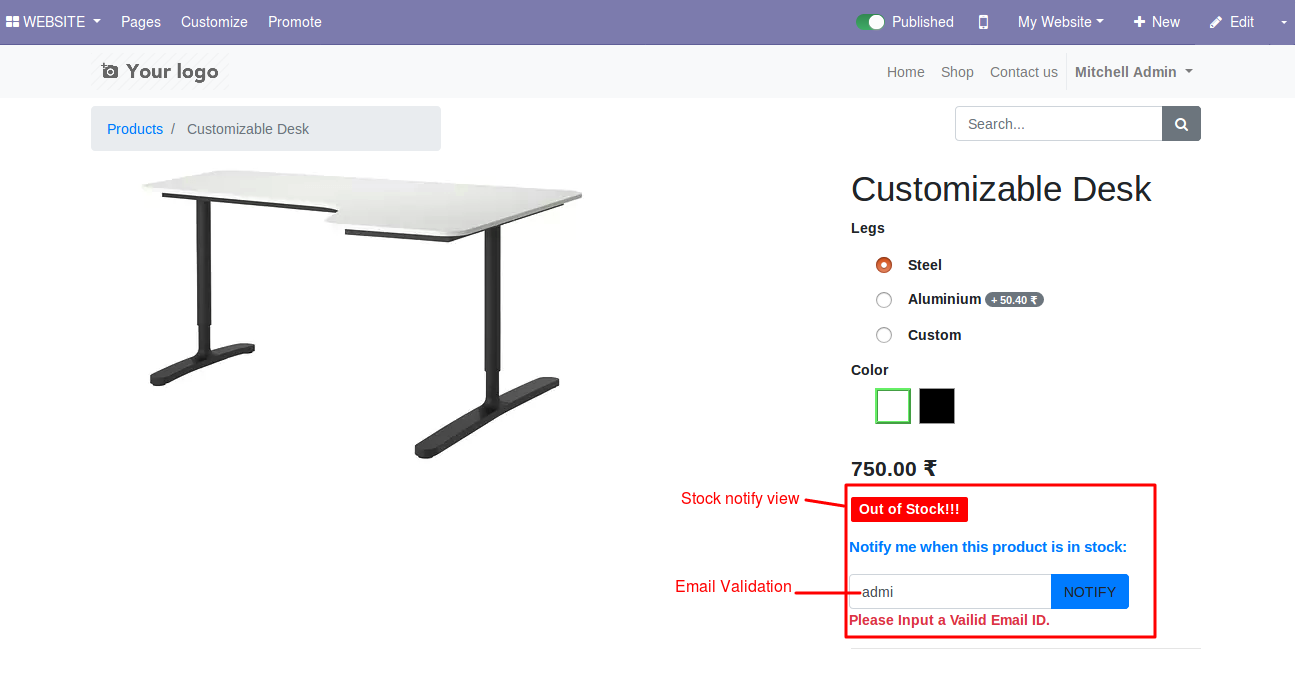 WEBSITE Pages Customize Promote Published My Website New Edit
Your logo Home Shop Contact us Mitchell Admin
Products / Customizable Desk Search...
Customizable Desk
Legs
Steel
Aluminium + 50.40 ₹
Custom
Color
750.00 ₹
Stock notify view
Out of Stock!!!
Notify me when this product is in stock:
Email Validation
admi NOTIFY
Please Input a Vailid Email ID.